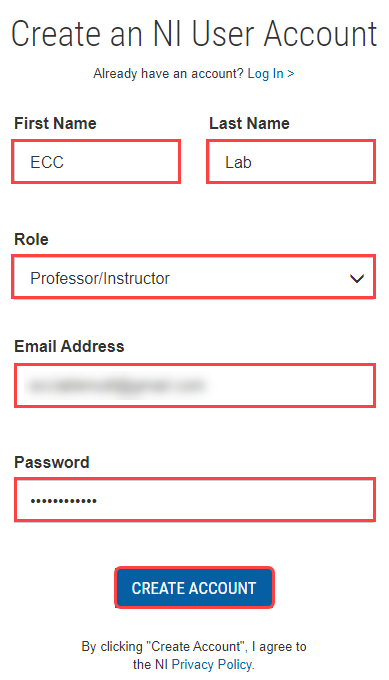 Create an NI User Account
Already have an account? Log In >
First Name Last Name
ECC Lab
Role
Professor/Instructor
Email Address
Password
••••••••••••
CREATE ACCOUNT
By clicking "Create Account", I agree to
the NI Privacy Policy.